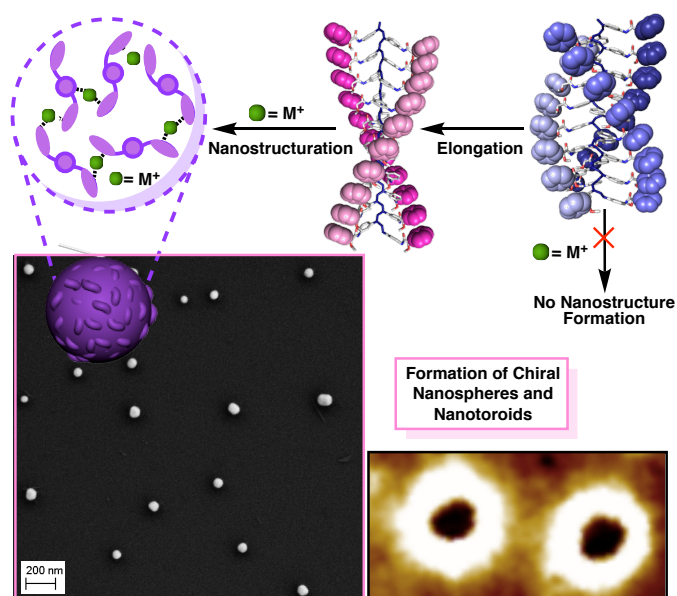 = M⁺
Nanostructuration
Elongation
= M⁺
= M⁺
No Nanostructure
Formation
Formation of Chiral
Nanospheres and
Nanotoroids
200 nm